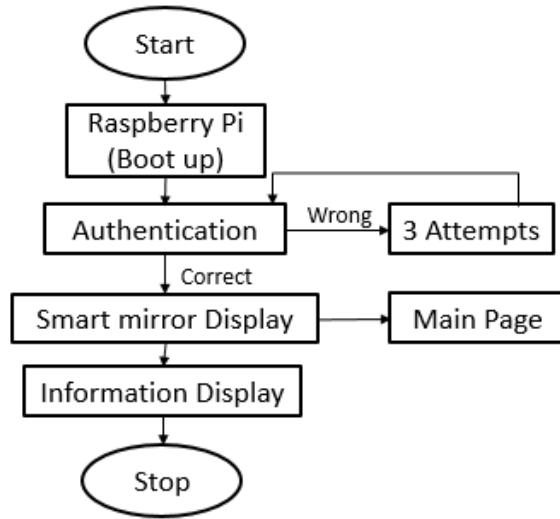 Start
Raspberry Pi
(Boot up)
Authentication
Wrong
3 Attempts
Correct
Smart mirror Display
Main Page
Information Display
Stop